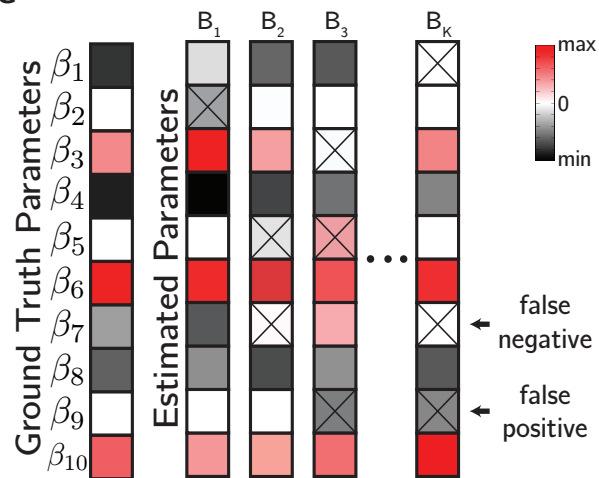 Ground Truth Parameters
Estimated Parameters
B1 B2 B3 BK
β1
β2
β3
β4
β5
β6
β7
β8
β9
β10
...
max
0
min
false
negative
false
positive